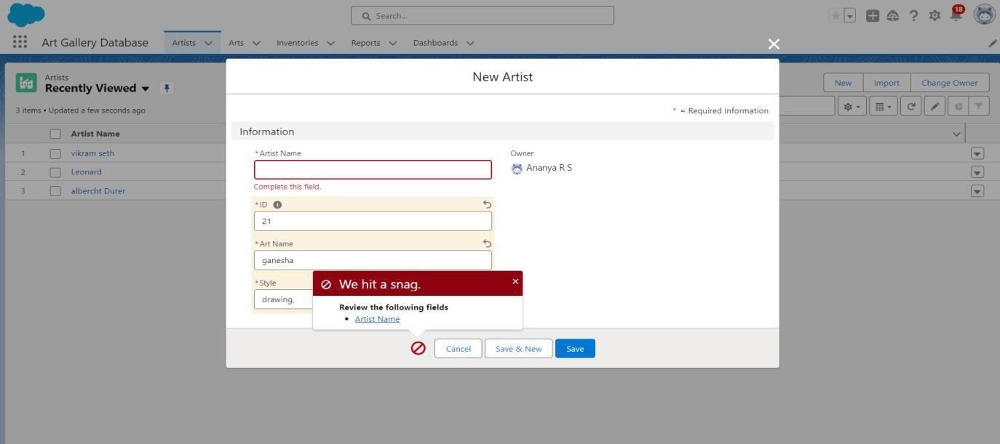 Search...
18
Art Gallery Database
Artists
Arts
Inventories
Reports
Dashboards
Artists
Recently Viewed
New
Import
Change Owner
3 items • Updated a few seconds ago
Artist Name
1 vikram seth
2 Leonard
3 albercht Durer
New Artist
* = Required Information
Information
*Artist Name
Owner
Ananya R S
Complete this field.
*ID
21
*Art Name
ganesha
*Style
drawing,
We hit a snag.
Review the following fields
• Artist Name
Cancel
Save & New
Save